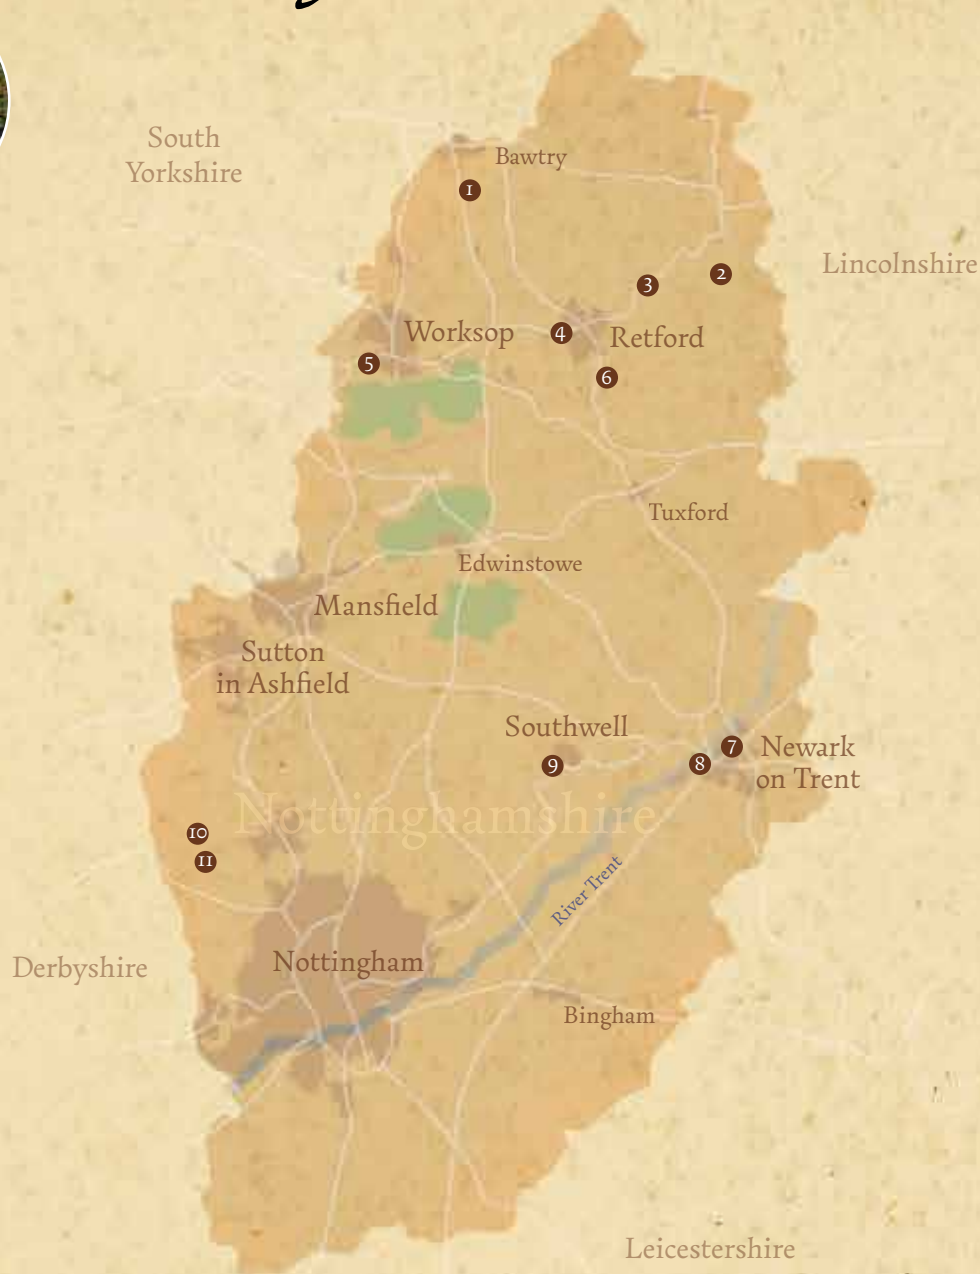 South
Yorkshire
Bawtry
1
Lincolnshire
2
3
Worksop
4
Retford
5
6
Tuxford
Edwinstowe
Mansfield
Sutton
in Ashfield
Southwell
7
Newark
on Trent
8
9
Nottinghamshire
10
11
River Trent
Derbyshire
Nottingham
Bingham
Leicestershire